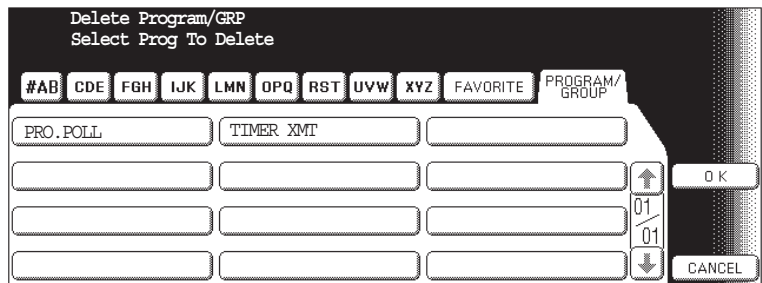 Delete Program/GRP
Select Prog To Delete
#AB CDE FGH IJK LMN OPQ RST UVW XYZ FAVORITE PROGRAM/
GROUP
PRO.POLL TIMER XMT
OK
01
01
CANCEL